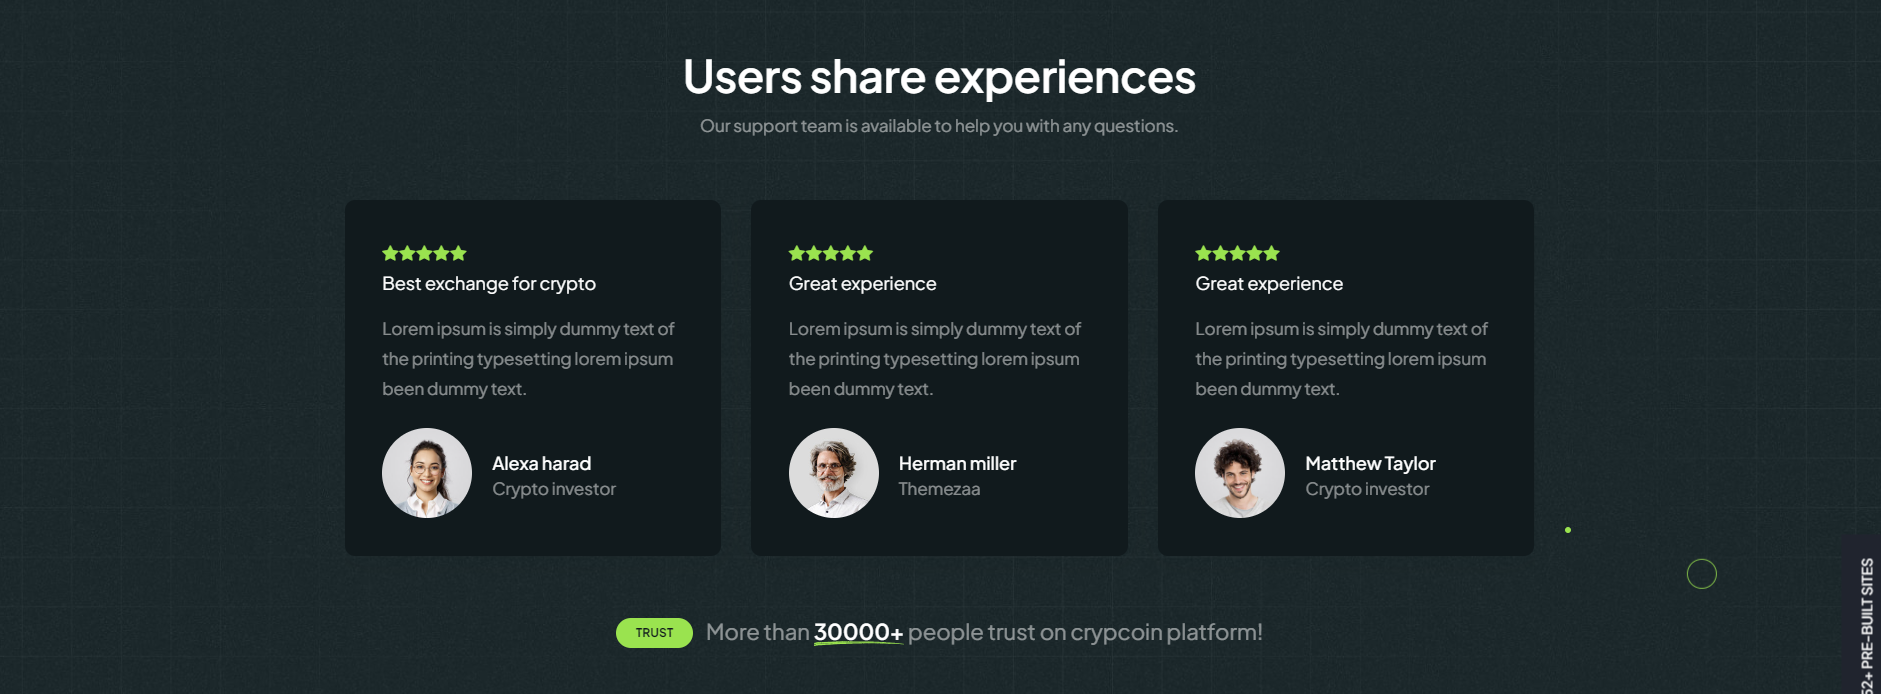 Users share experiences
Our support team is available to help you with any questions.
Best exchange for crypto
Lorem ipsum is simply dummy text of
the printing typesetting lorem ipsum
been dummy text.
Alexa harad
Crypto investor
Great experience
Lorem ipsum is simply dummy text of
the printing typesetting lorem ipsum
been dummy text.
Herman miller
Themezaa
Great experience
Lorem ipsum is simply dummy text of
the printing typesetting lorem ipsum
been dummy text.
Matthew Taylor
Crypto investor
TRUST More than 30000+ people trust on crypcoin platform!
52+ PRE-BUILT SITES